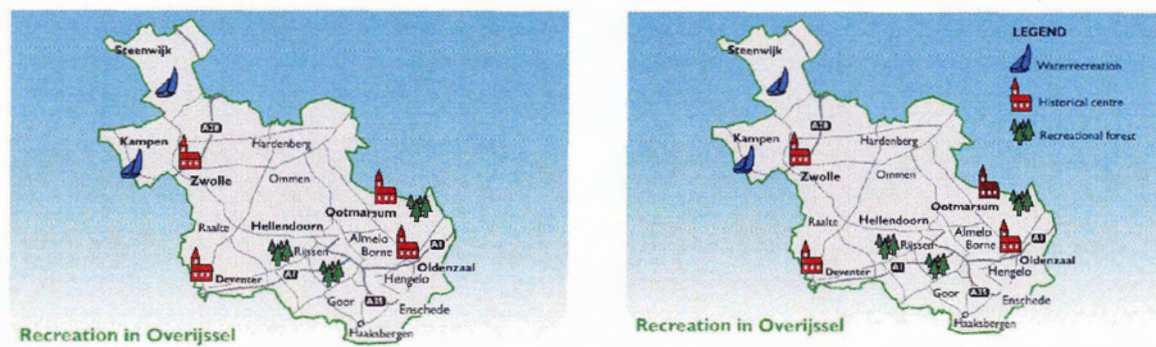 Steenwijk
A28
Kampen
Hardenberg
Zwolle
Ommen
Ootmarsum
Raalte
Hellendoorn
Almelo
Rijssen
Borne
A1
Oldenzaal
Deventer
A1
Hengelo
Goor
A35
Enschede
Haaksbergen
Recreation in Overijssel
LEGEND
Steenwijk
Waterrecreation
Historical centre
A28
Kampen
Hardenberg
Recreational forest
Zwolle
Ommen
Ootmarsum
Raalte
Hellendoorn
Almelo
Rijssen
Borne
A1
Oldenzaal
Deventer
A1
Hengelo
Goor
A35
Enschede
Haaksbergen
Recreation in Overijssel